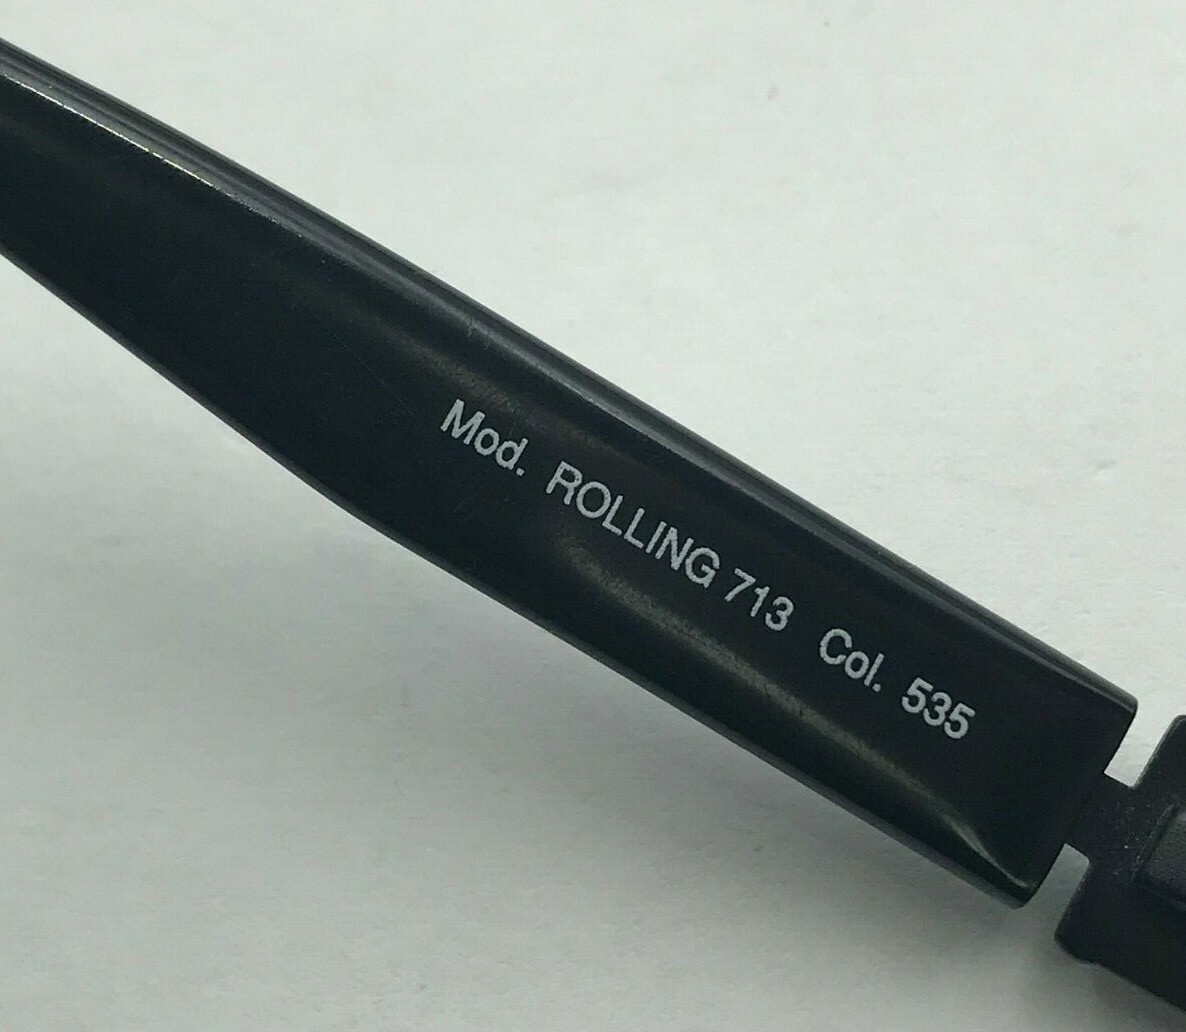 Mod. ROLLING 713 Col. 535